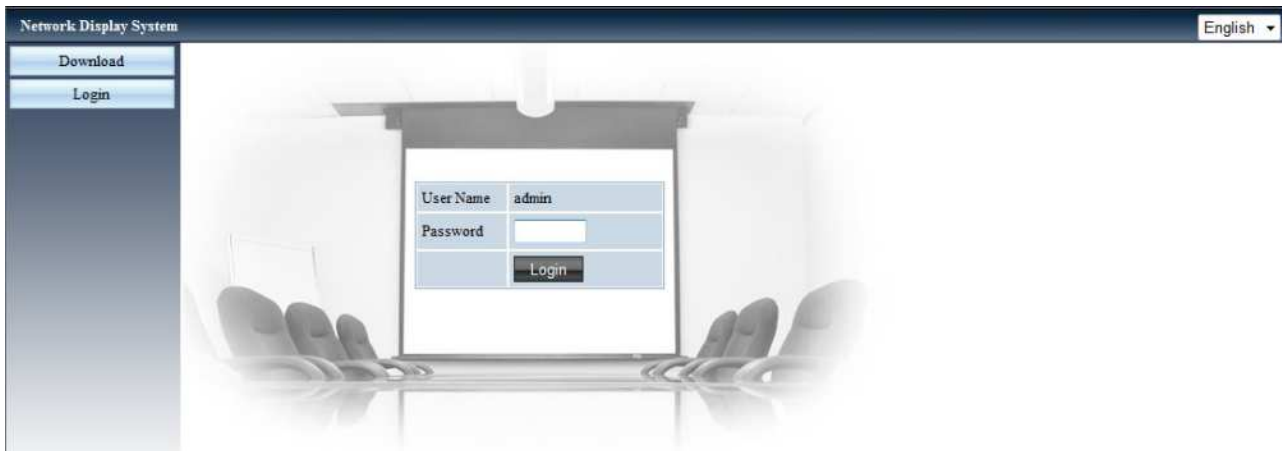 Network Display System English
Download
Login
User Name admin
Password
Login